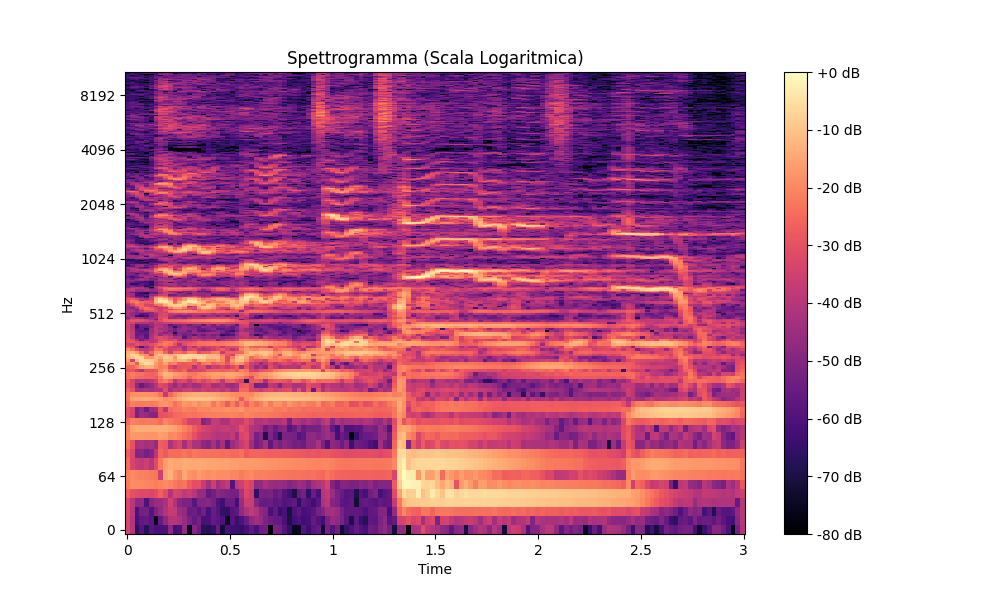 Spettrogramma (Scala Logaritmica)
8192
4096
2048
1024
512
256
128
64
0
Hz
0
0.5
1
1.5
2
2.5
3
Time
+0 dB
-10 dB
-20 dB
-30 dB
-40 dB
-50 dB
-60 dB
-70 dB
-80 dB